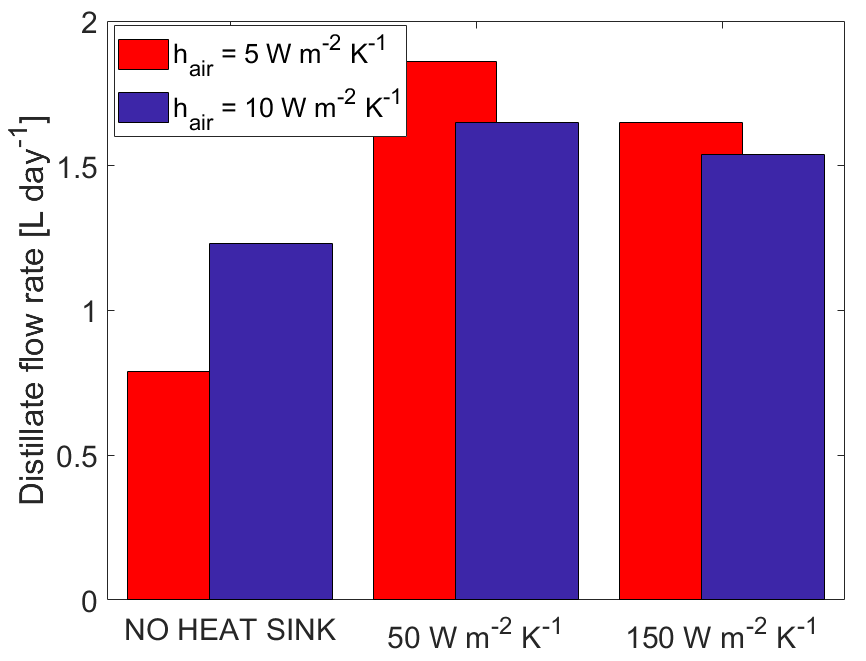 2
h_air = 5 W m^-2 K^-1
h_air = 10 W m^-2 K^-1
1.5
1
0.5
0
Distillate flow rate [L day^-1]
NO HEAT SINK
50 W m^-2 K^-1
150 W m^-2 K^-1